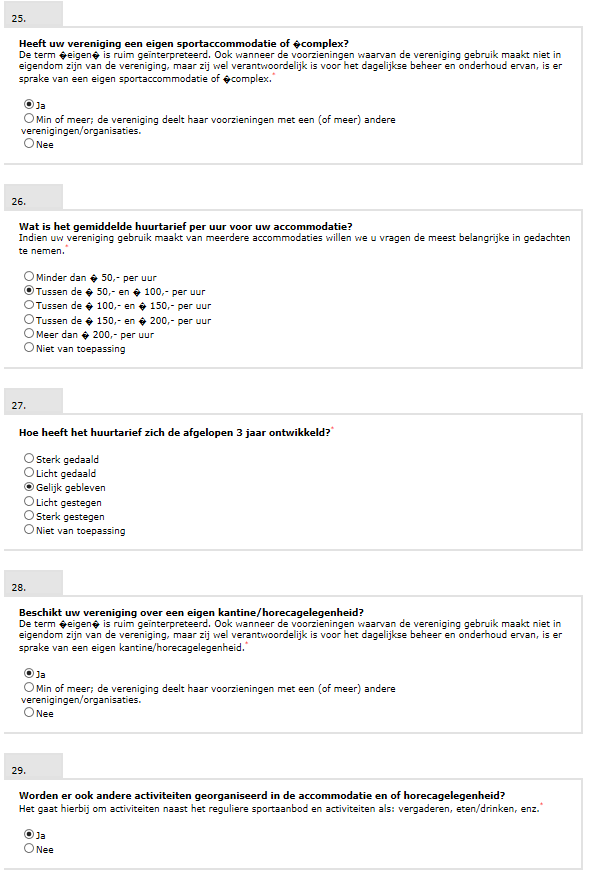 25.
Heeft uw vereniging een eigen sportaccommodatie of �complex?
De term �eigen� is ruim geïnterpreteerd. Ook wanneer de voorzieningen waarvan de vereniging gebruik maakt niet in
eigendom zijn van de vereniging, maar zij wel verantwoordelijk is voor het dagelijkse beheer en onderhoud ervan, is er
sprake van een eigen sportaccommodatie of �complex.*
Ja
Min of meer; de vereniging deelt haar voorzieningen met een (of meer) andere
verenigingen/organisaties.
Nee
26.
Wat is het gemiddelde huurtarief per uur voor uw accommodatie?
Indien uw vereniging gebruik maakt van meerdere accommodaties willen we u vragen de meest belangrijke in gedachten
te nemen.*
Minder dan � 50,- per uur
Tussen de � 50,- en � 100,- per uur
Tussen de � 100,- en � 150,- per uur
Tussen de � 150,- en � 200,- per uur
Meer dan � 200,- per uur
Niet van toepassing
27.
Hoe heeft het huurtarief zich de afgelopen 3 jaar ontwikkeld?*
Sterk gedaald
Licht gedaald
Gelijk gebleven
Licht gestegen
Sterk gestegen
Niet van toepassing
28.
Beschikt uw vereniging over een eigen kantine/horecagelegenheid?
De term �eigen� is ruim geïnterpreteerd. Ook wanneer de voorzieningen waarvan de vereniging gebruik maakt niet in
eigendom zijn van de vereniging, maar zij wel verantwoordelijk is voor het dagelijkse beheer en onderhoud ervan, is er
sprake van een eigen kantine/horecagelegenheid.*
Ja
Min of meer; de vereniging deelt haar voorzieningen met een (of meer) andere
verenigingen/organisaties.
Nee
29.
Worden er ook andere activiteiten georganiseerd in de accommodatie en of horecagelegenheid?
Het gaat hierbij om activiteiten naast het reguliere sportaanbod en activiteiten als: vergaderen, eten/drinken, enz.*
Ja
Nee